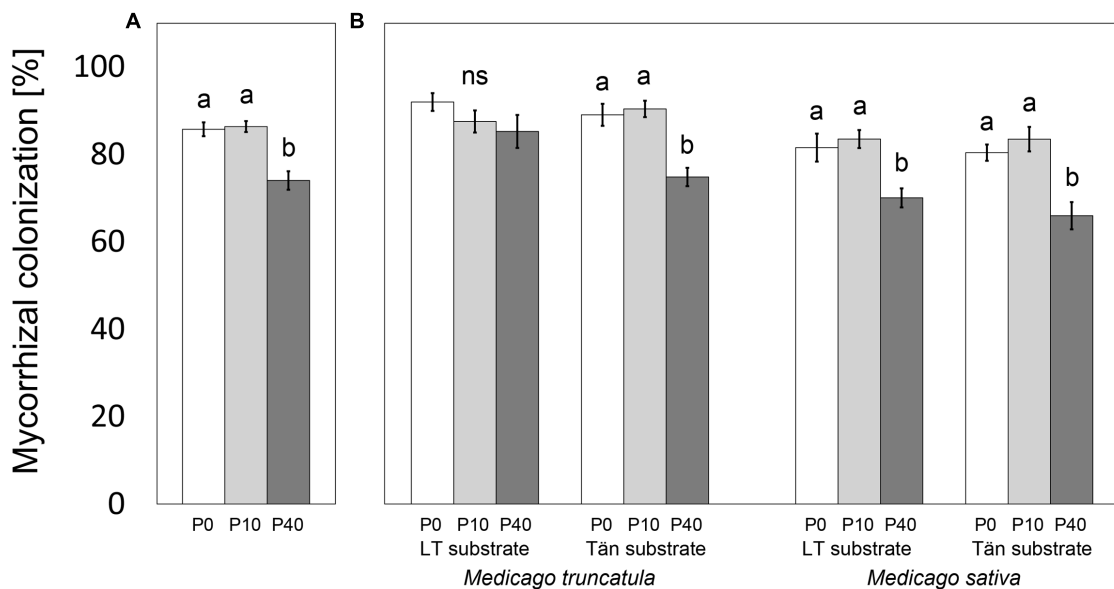 A
B
Mycorrhizal colonization [%]
100
80
60
40
20
0
a a b
ns
a a b
a a b
a a b
P0 P10 P40
P0 P10 P40
P0 P10 P40
P0 P10 P40
P0 P10 P40
LT substrate
Tän substrate
LT substrate
Tän substrate
Medicago truncatula
Medicago sativa